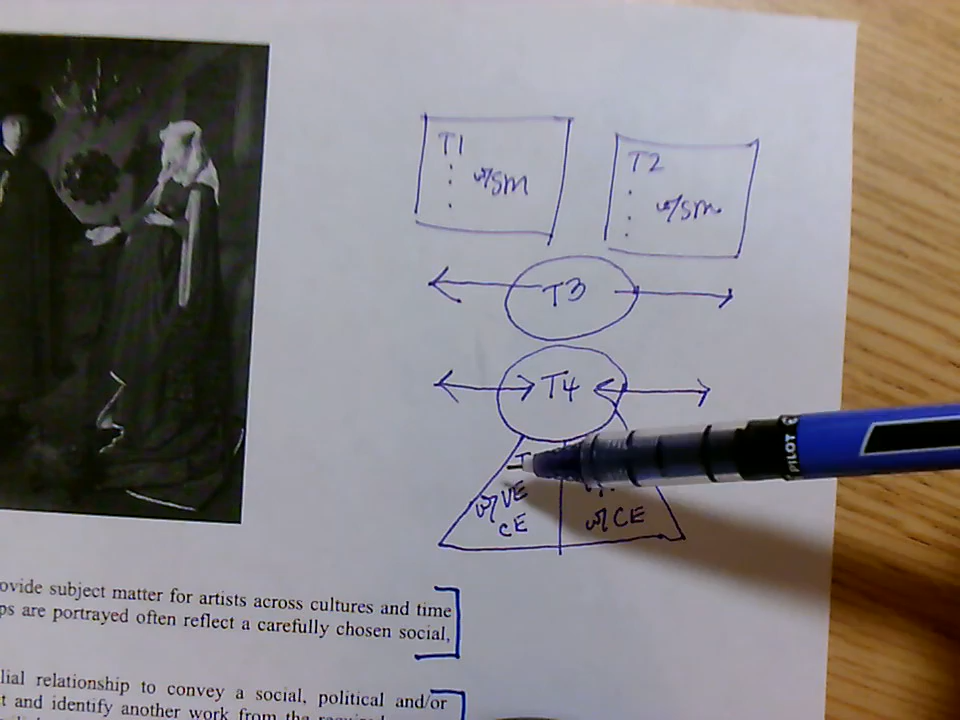 T1
w/SM
T2
w/SM
T3
T4
w/ VE
CE
w/ CE
PILOT
ovide subject matter for artists across cultures and time
ps are portrayed often reflect a carefully chosen social,
lial relationship to convey a social, political and/or
t and identify another work from the